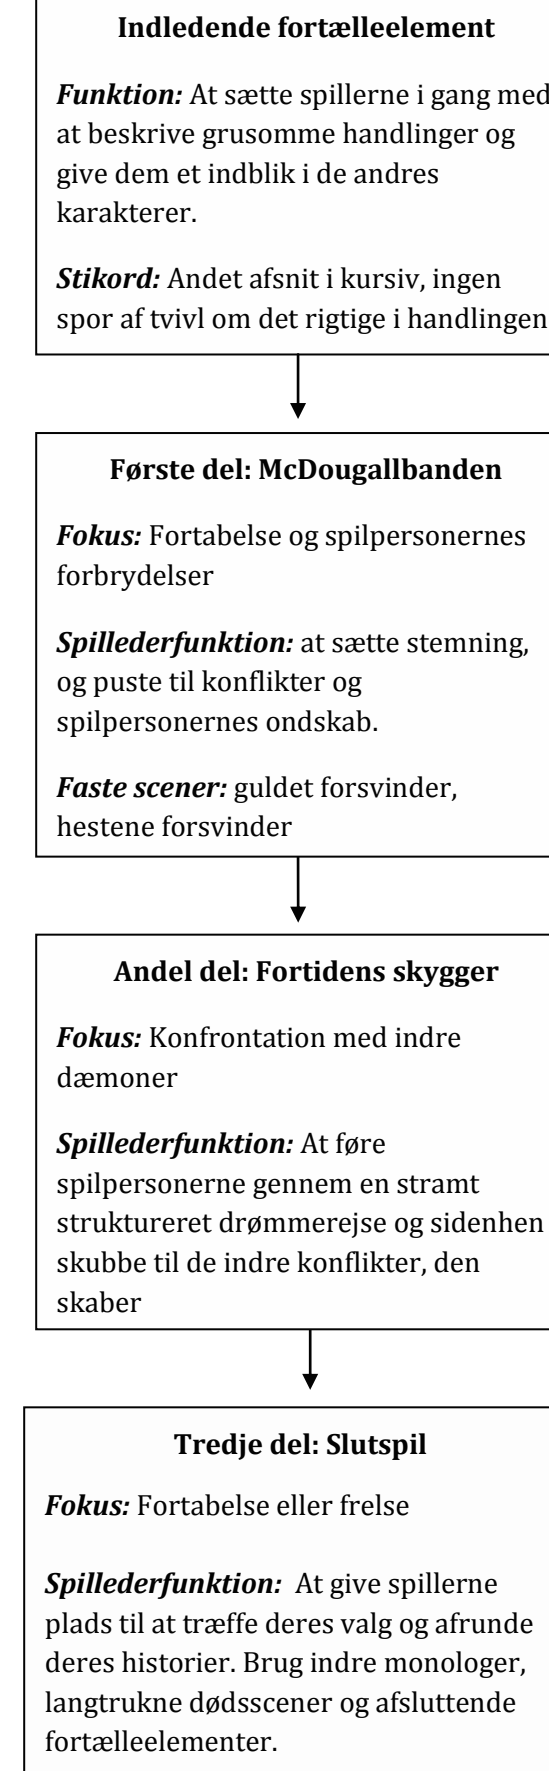 Indledende fortælleelement
Funktion: At sætte spillerne i gang med
at beskrive grusomme handlinger og
give dem et indblik i de andres
karakterer.
Stikord: Andet afsnit i kursiv, ingen
spor af tvivl om det rigtige i handlingen
Første del: McDougallbanden
Fokus: Fortabelse og spilpersonernes
forbrydelser
Spillederfunktion: at sætte stemning,
og puste til konflikter og
spilpersonernes ondskab.
Faste scener: guldet forsvinder,
hestene forsvinder
Andel del: Fortidens skygger
Fokus: Konfrontation med indre
dæmoner
Spillederfunktion: At føre
spilpersonerne gennem en stramt
struktureret drømmerejse og sidenhen
skubbe til de indre konflikter, den
skaber
Tredje del: Slutspil
Fokus: Fortabelse eller frelse
Spillederfunktion: At give spillerne
plads til at træffe deres valg og afrunde
deres historier. Brug indre monologer,
langtrukne dødsscener og afsluttende
fortælleelementer.